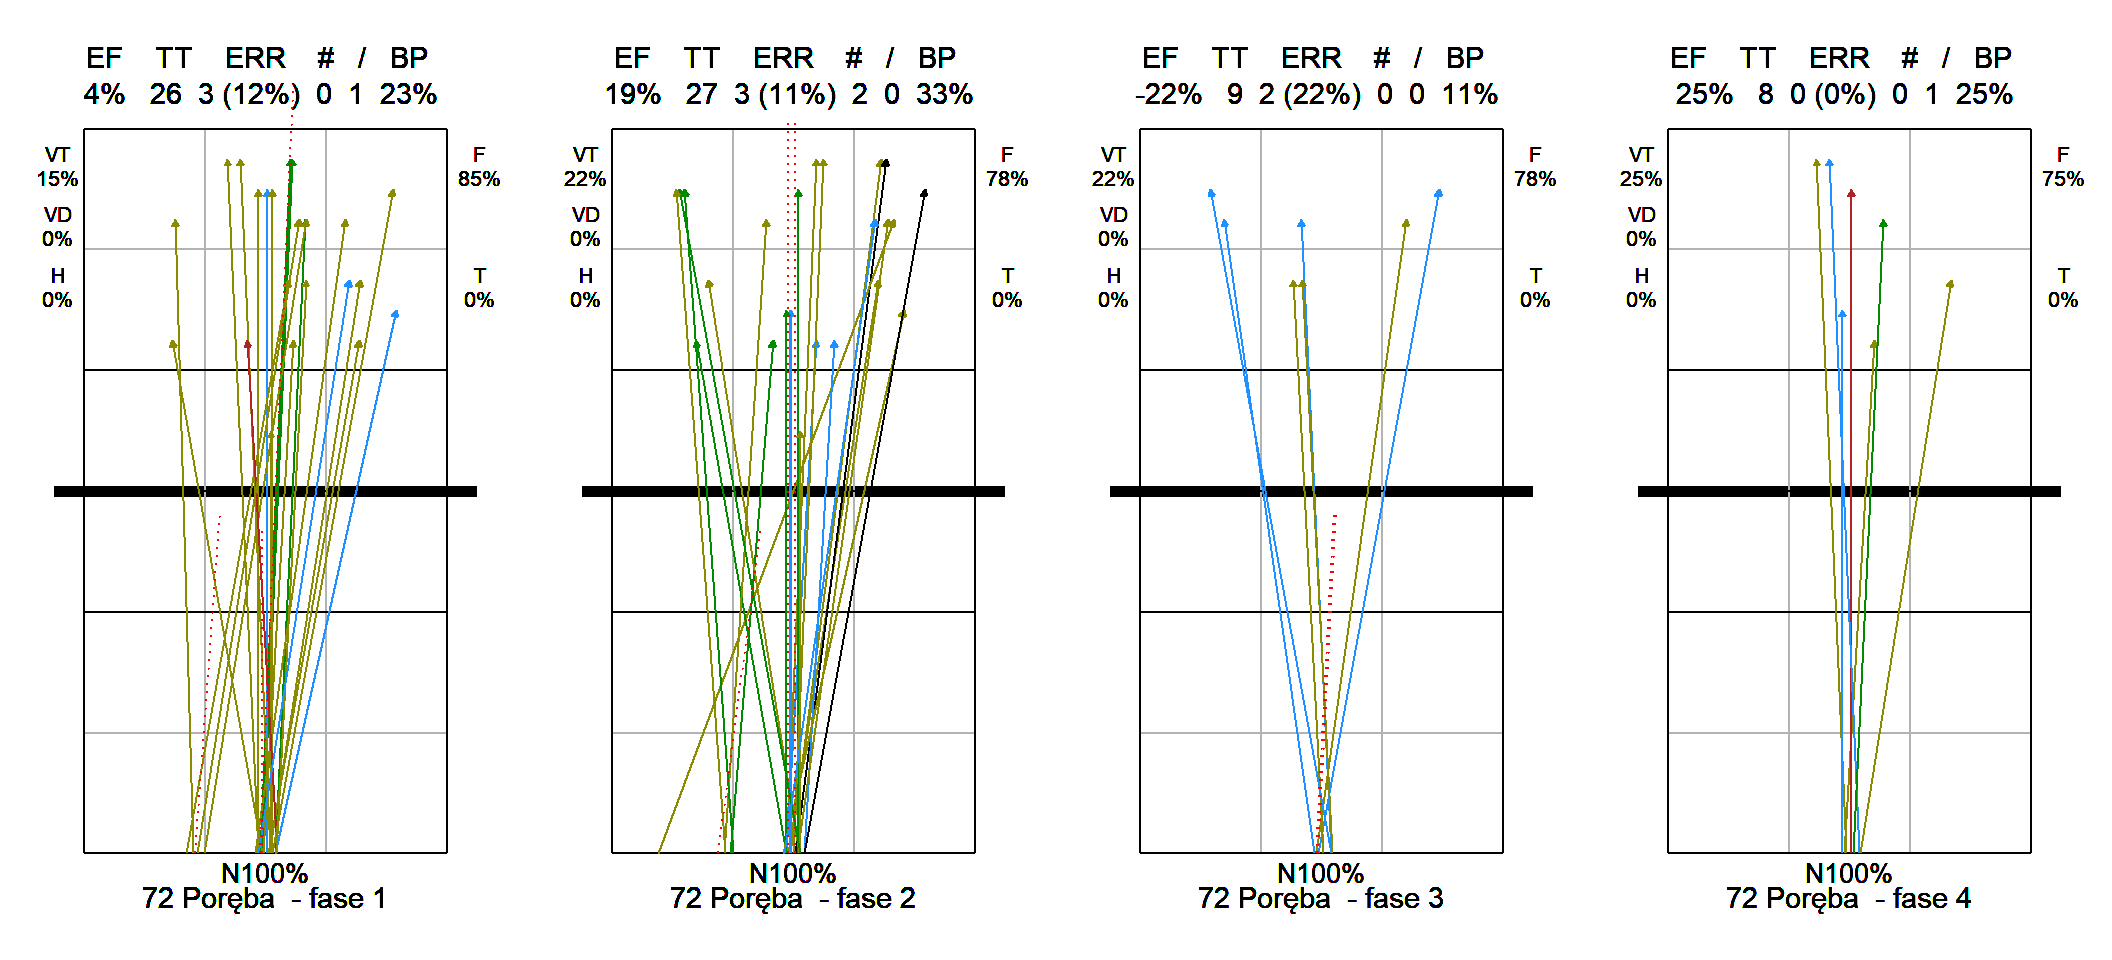 EF TT ERR # / BP
4% 26 3 (12%) 0 1 23%
VT
15%
F
85%
VD
0%
H
0%
T
0%
N100%
72 Poręba - fase 1
EF TT ERR # / BP
19% 27 3 (11%) 2 0 33%
VT
22%
F
78%
VD
0%
H
0%
T
0%
N100%
72 Poręba - fase 2
EF TT ERR # / BP
-22% 9 2 (22%) 0 0 11%
VT
22%
F
78%
VD
0%
H
0%
T
0%
N100%
72 Poręba - fase 3
EF TT ERR # / BP
25% 8 0 (0%) 0 1 25%
VT
25%
F
75%
VD
0%
H
0%
T
0%
N100%
72 Poręba - fase 4